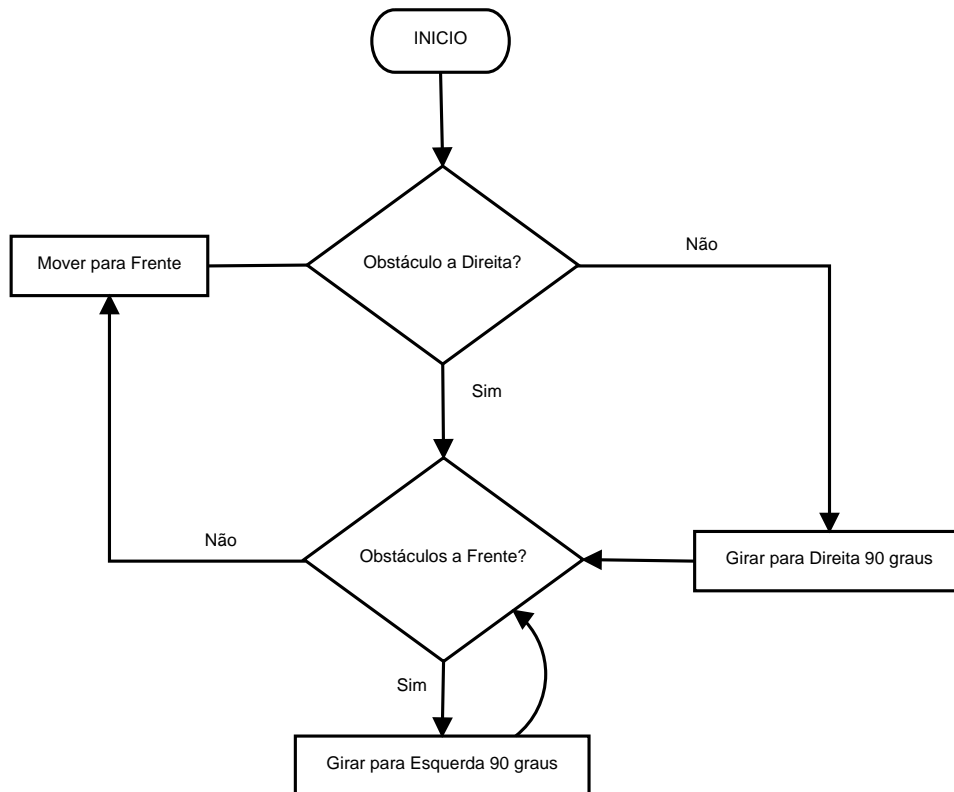 INICIO
Obstáculo a Direita?
Mover para Frente
Não
Sim
Obstáculos a Frente?
Não
Girar para Direita 90 graus
Sim
Girar para Esquerda 90 graus